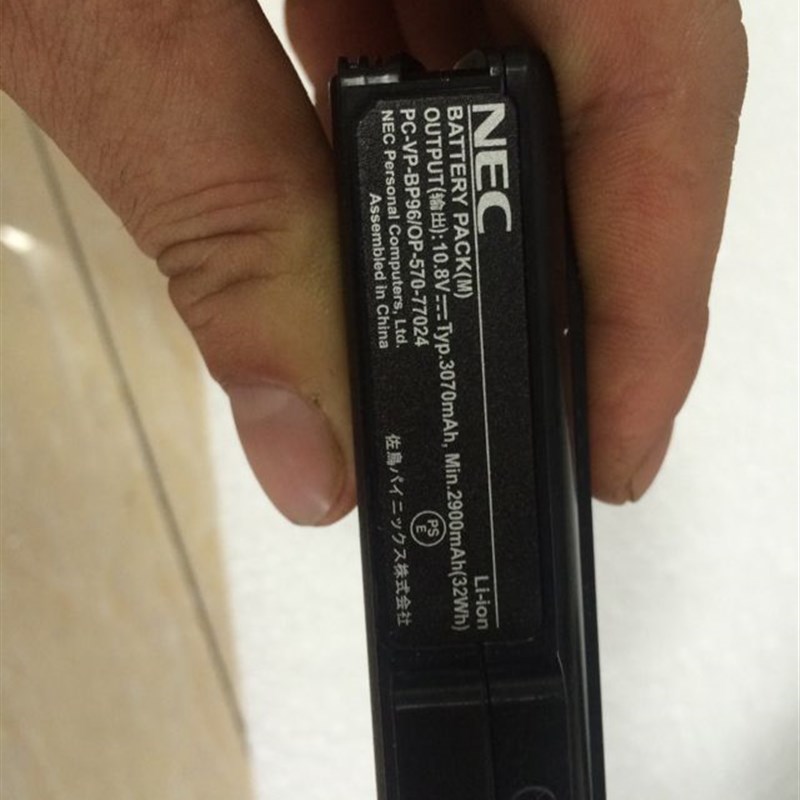 NEC
Li-ion
BATTERY PACK(M)
OUTPUT(输出):10.8V⎓Typ.3070mAh, Min.2900mAh(32Wh)
PC-VP-BP96/OP-570-77024
NEC Personal Computers, Ltd.
Assembled in China
PS
E
佐鳥パイニックス株式会社